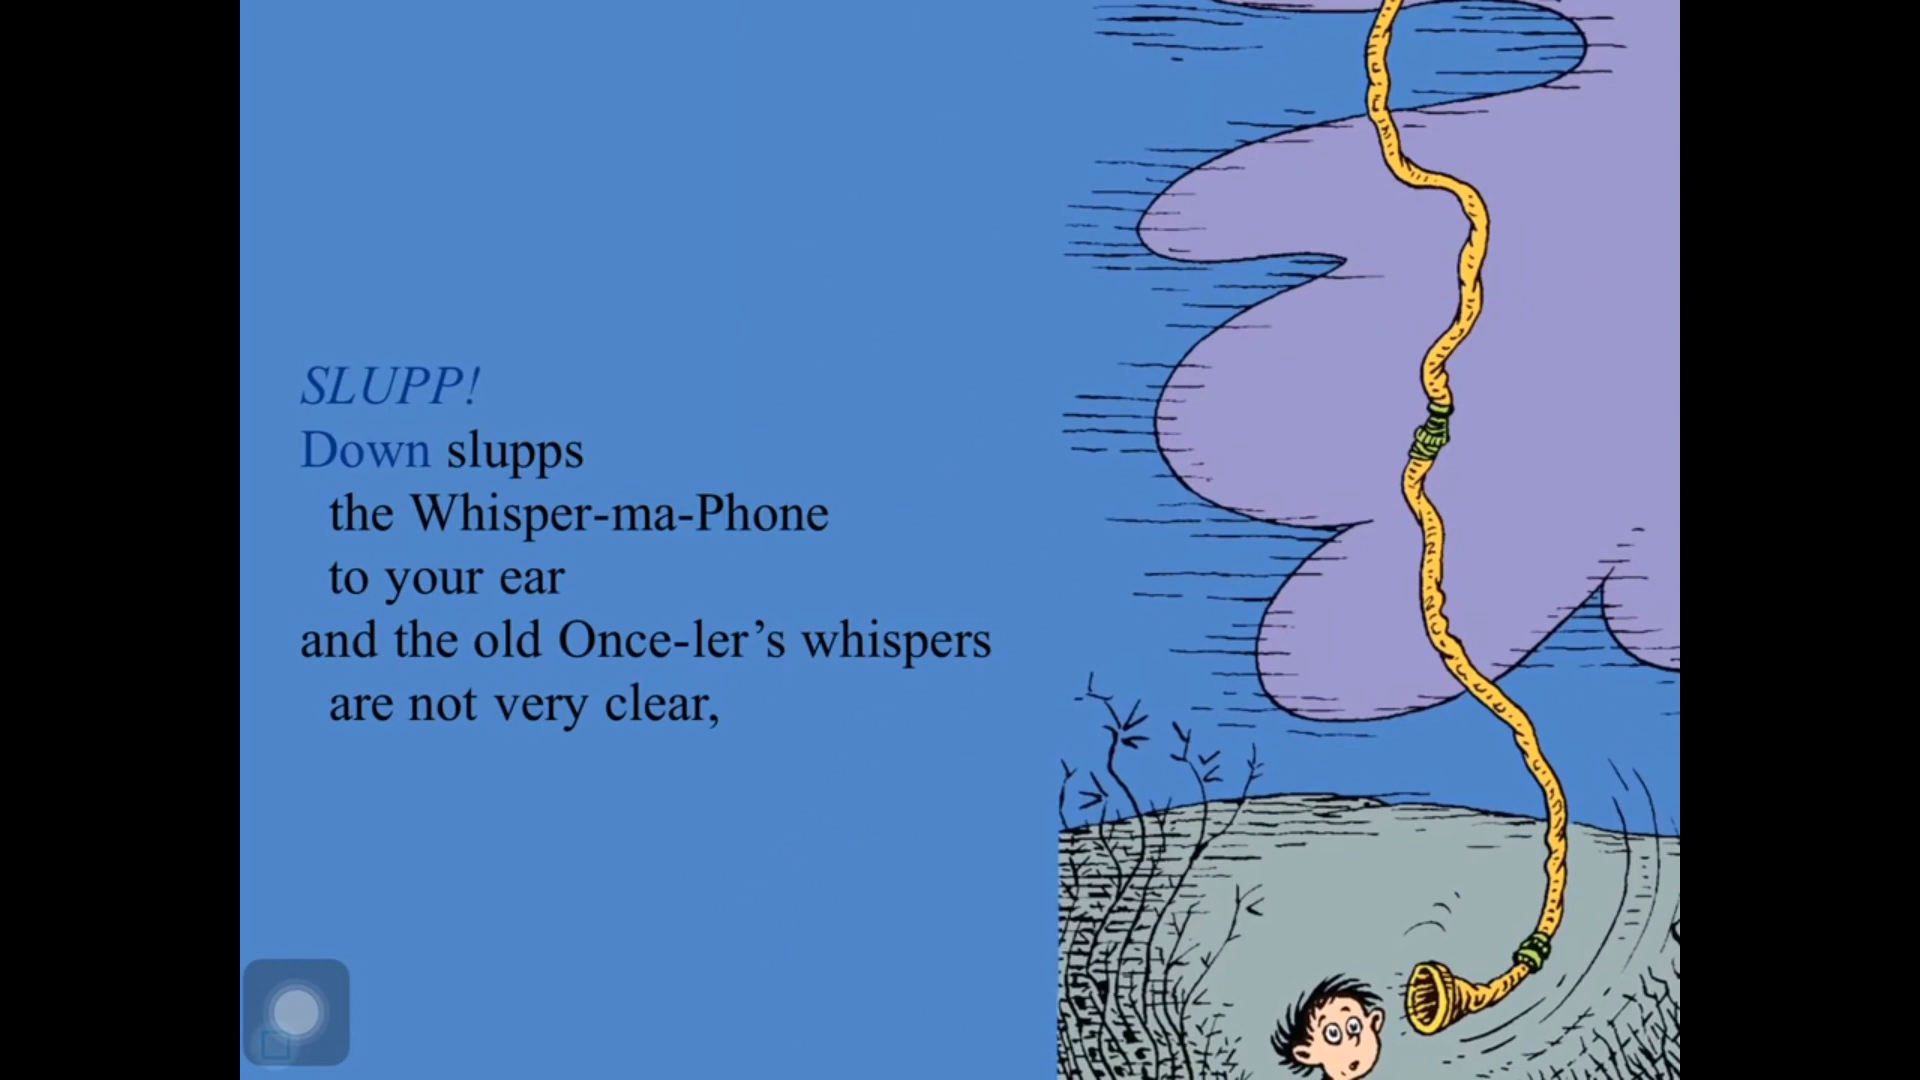 SLUPP!
Down slupps
the Whisper-ma-Phone
to your ear
and the old Once-ler’s whispers
are not very clear,